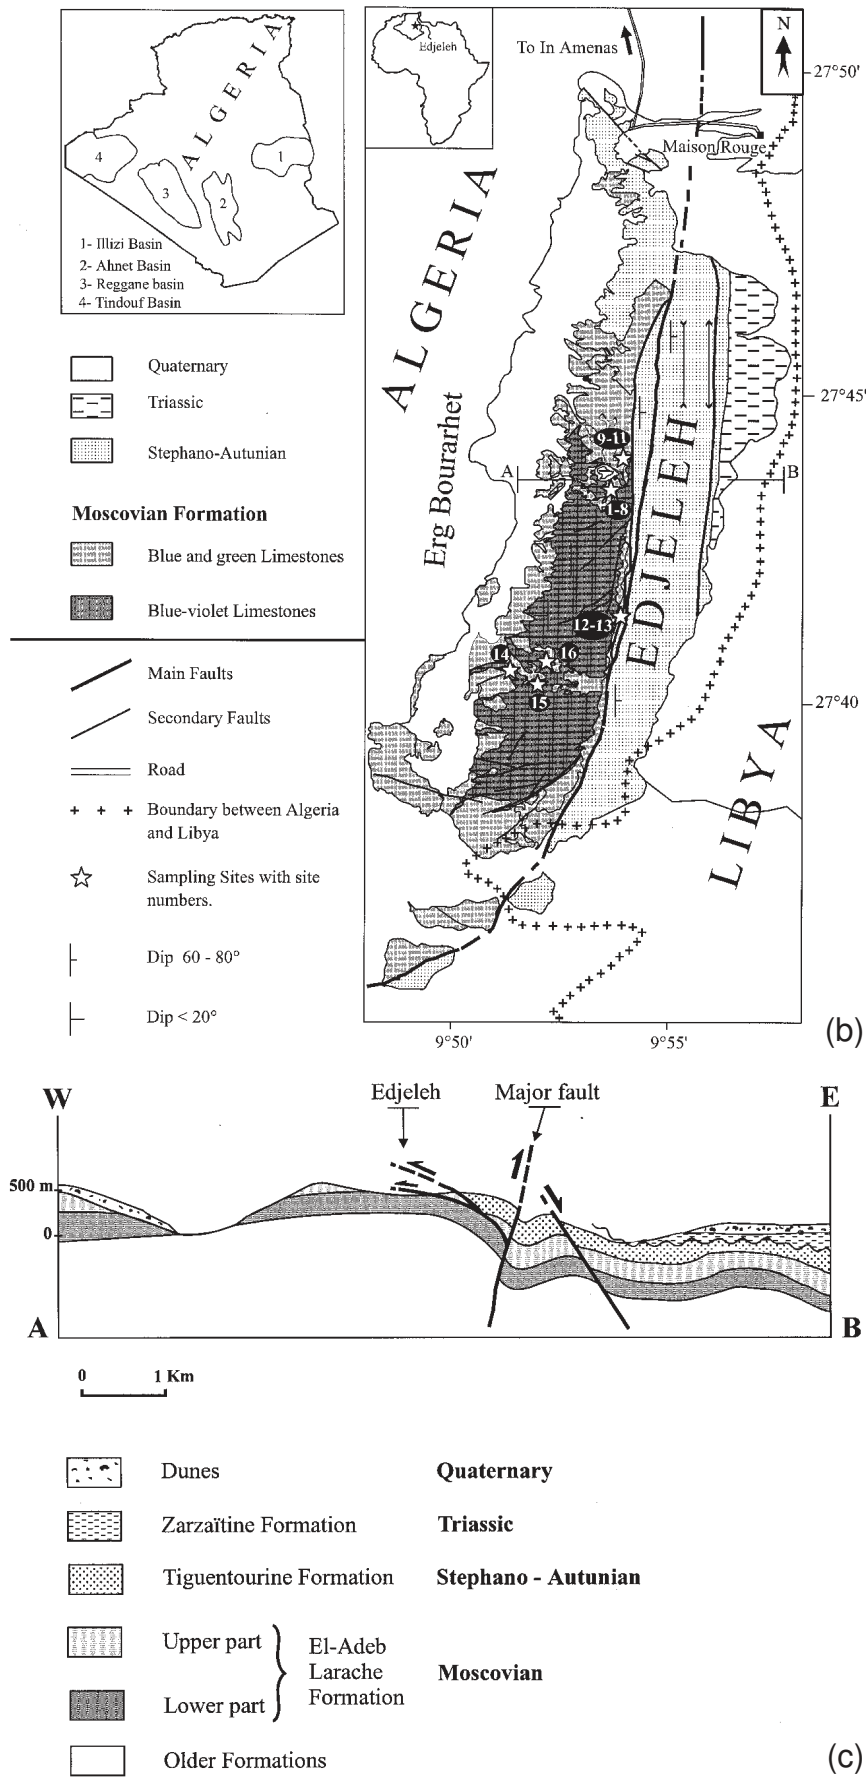 ALGERIA
4
1
3
2
1- Illizi Basin
2- Ahnet Basin
3- Reggane basin
4- Tindouf Basin
Edjeleh
To In Amenas
N
27°50'
Maison Rouge
ALGERIA
27°45'
Erg Bourarhet
9-11
A
B
1-8
EDJELEH
12-13
14
16
15
27°40
LIBYA
9°50'
9°55'
(b)
Quaternary
Triassic
Stephano-Autunian
Moscovian Formation
Blue and green Limestones
Blue-violet Limestones
Main Faults
Secondary Faults
Road
Boundary between Algeria
and Libya
Sampling Sites with site
numbers.
Dip 60 - 80°
Dip < 20°
W
Edjeleh
Major fault
E
500 m
0
A
B
0 1 Km
Dunes Quaternary
Zarzaïtine Formation Triassic
Tiguentourine Formation Stephano - Autunian
Upper part
El-Adeb
Larache
Formation
Moscovian
Lower part
Older Formations
(c)